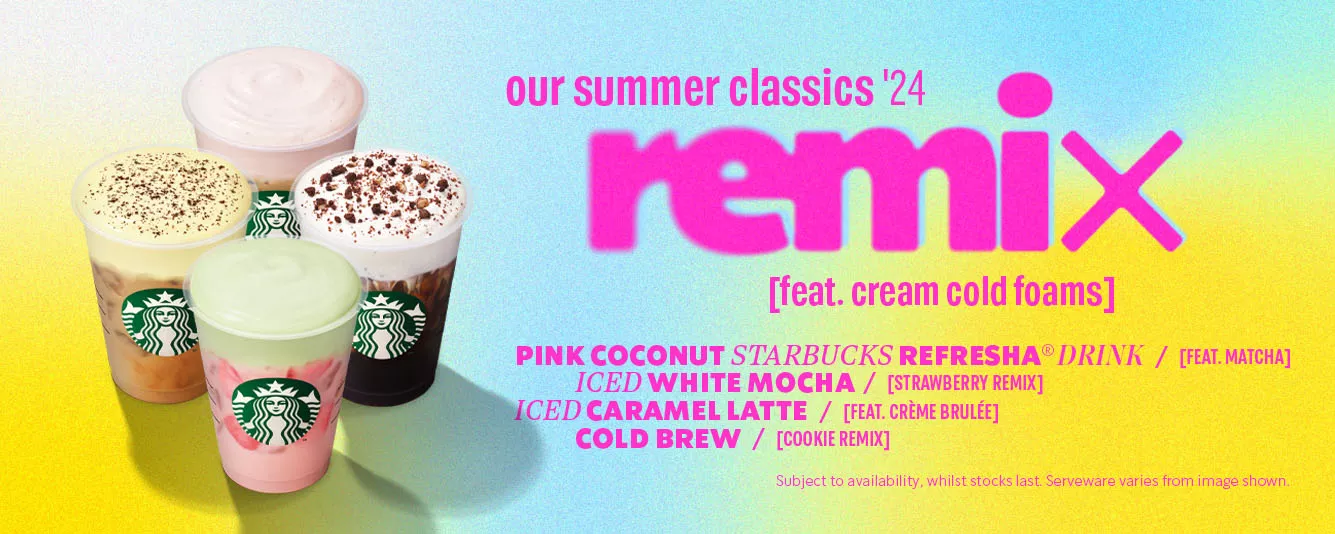 our summer classics '24
remix
[feat. cream cold foams]
PINK COCONUT STARBUCKS REFRESHA® DRINK / [FEAT. MATCHA]
ICED WHITE MOCHA / [STRAWBERRY REMIX]
ICED CARAMEL LATTE / [FEAT. CRÈME BRULÉE]
COLD BREW / [COOKIE REMIX]
Subject to availability, whilst stocks last. Serveware varies from image shown.